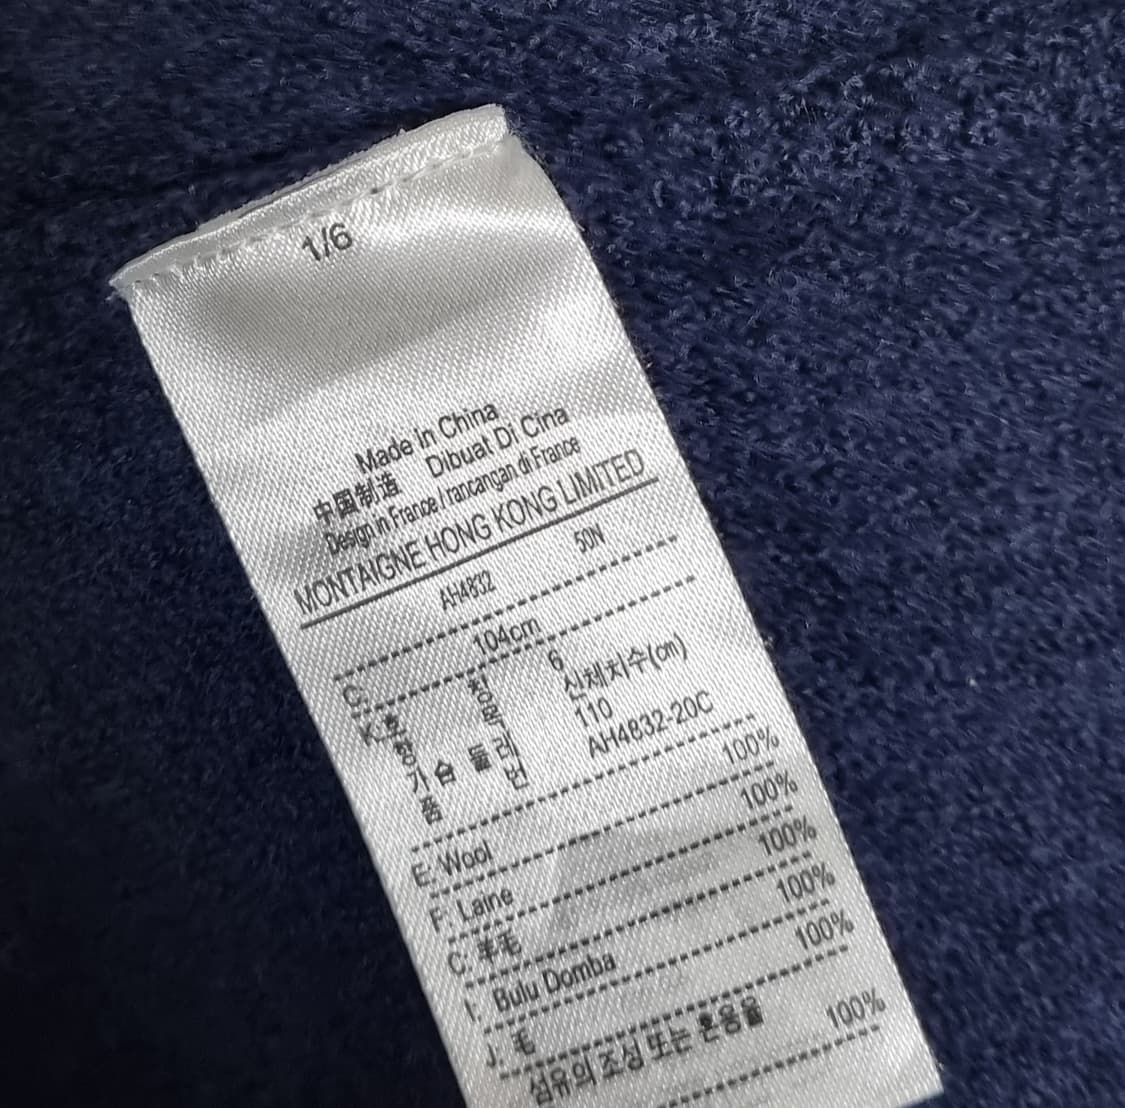 1/6
Made in China
中国制造 Dibuat Di Cina
Design in France / rancangan di France
MONTAIGNE HONG KONG LIMITED
AH4832 50N
104cm
6
신체치수(cm)
110
AH4832-20C
100%
E: Wool 100%
F: Laine 100%
C: 羊毛 100%
I: Bulu Domba 100%
J: 毛
섬유의 조성 또는 혼용율 100%